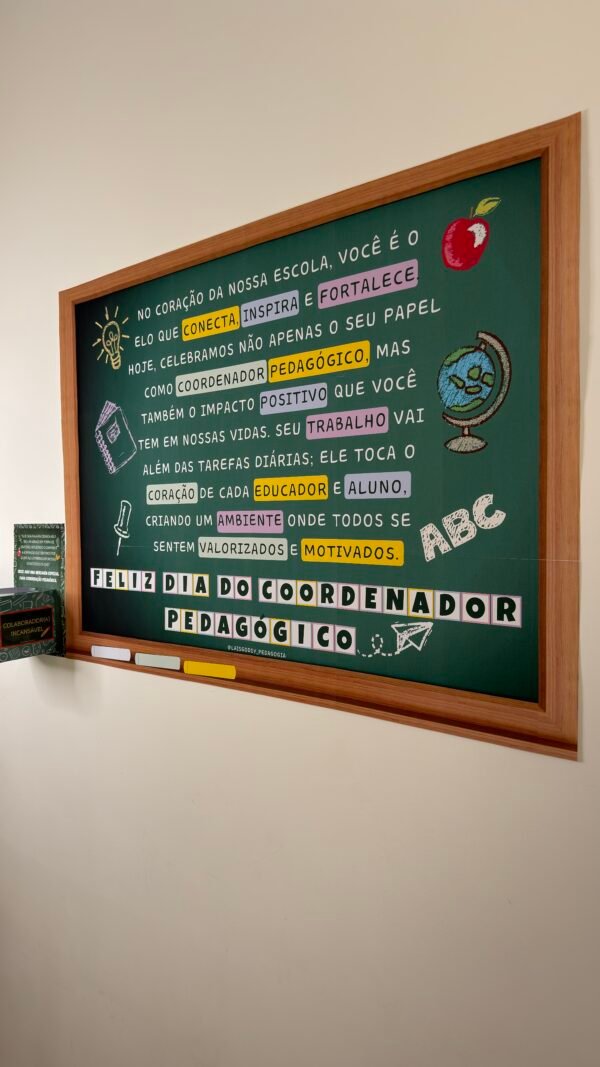 NO CORAÇÃO DA NOSSA ESCOLA, VOCÊ É O
ELO QUE CONECTA, INSPIRA E FORTALECE.
HOJE, CELEBRAMOS NÃO APENAS O SEU PAPEL
COMO COORDENADOR PEDAGÓGICO, MAS
TAMBÉM O IMPACTO POSITIVO QUE VOCÊ
TEM EM NOSSAS VIDAS. SEU TRABALHO VAI
ALÉM DAS TAREFAS DIÁRIAS; ELE TOCA O
CORAÇÃO DE CADA EDUCADOR E ALUNO,
CRIANDO UM AMBIENTE ONDE TODOS SE
SENTEM VALORIZADOS E MOTIVADOS.
ABC
FELIZ DIA DO COORDENADOR
PEDAGÓGICO
@LAISGODOY_PEDAGOGIA
COLABORADOR(A)
INCANSÁVEL